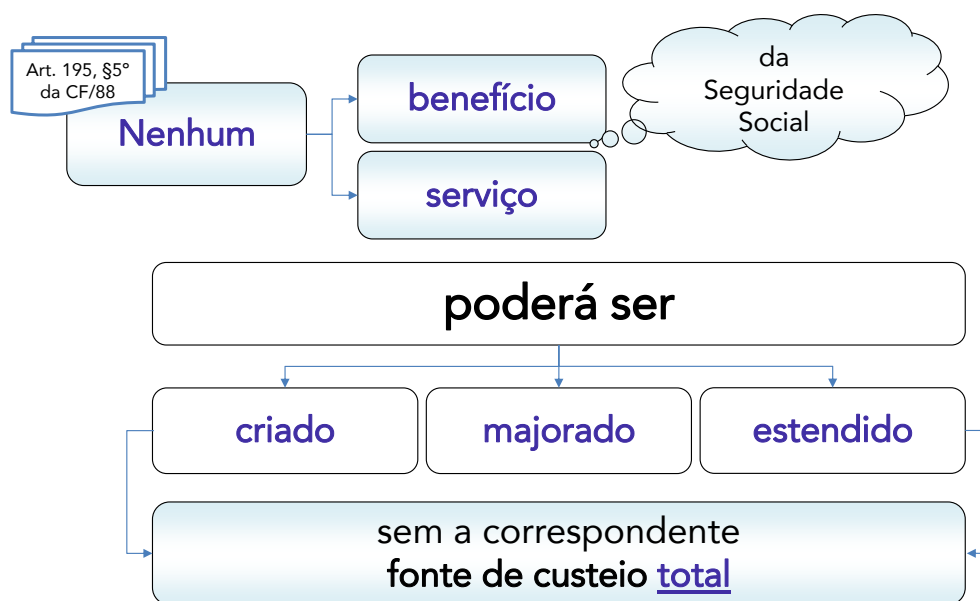 Art. 195, §5º
da CF/88
Nenhum
benefício
serviço
da
Seguridade
Social
poderá ser
criado
majorado
estendido
sem a correspondente
fonte de custeio total